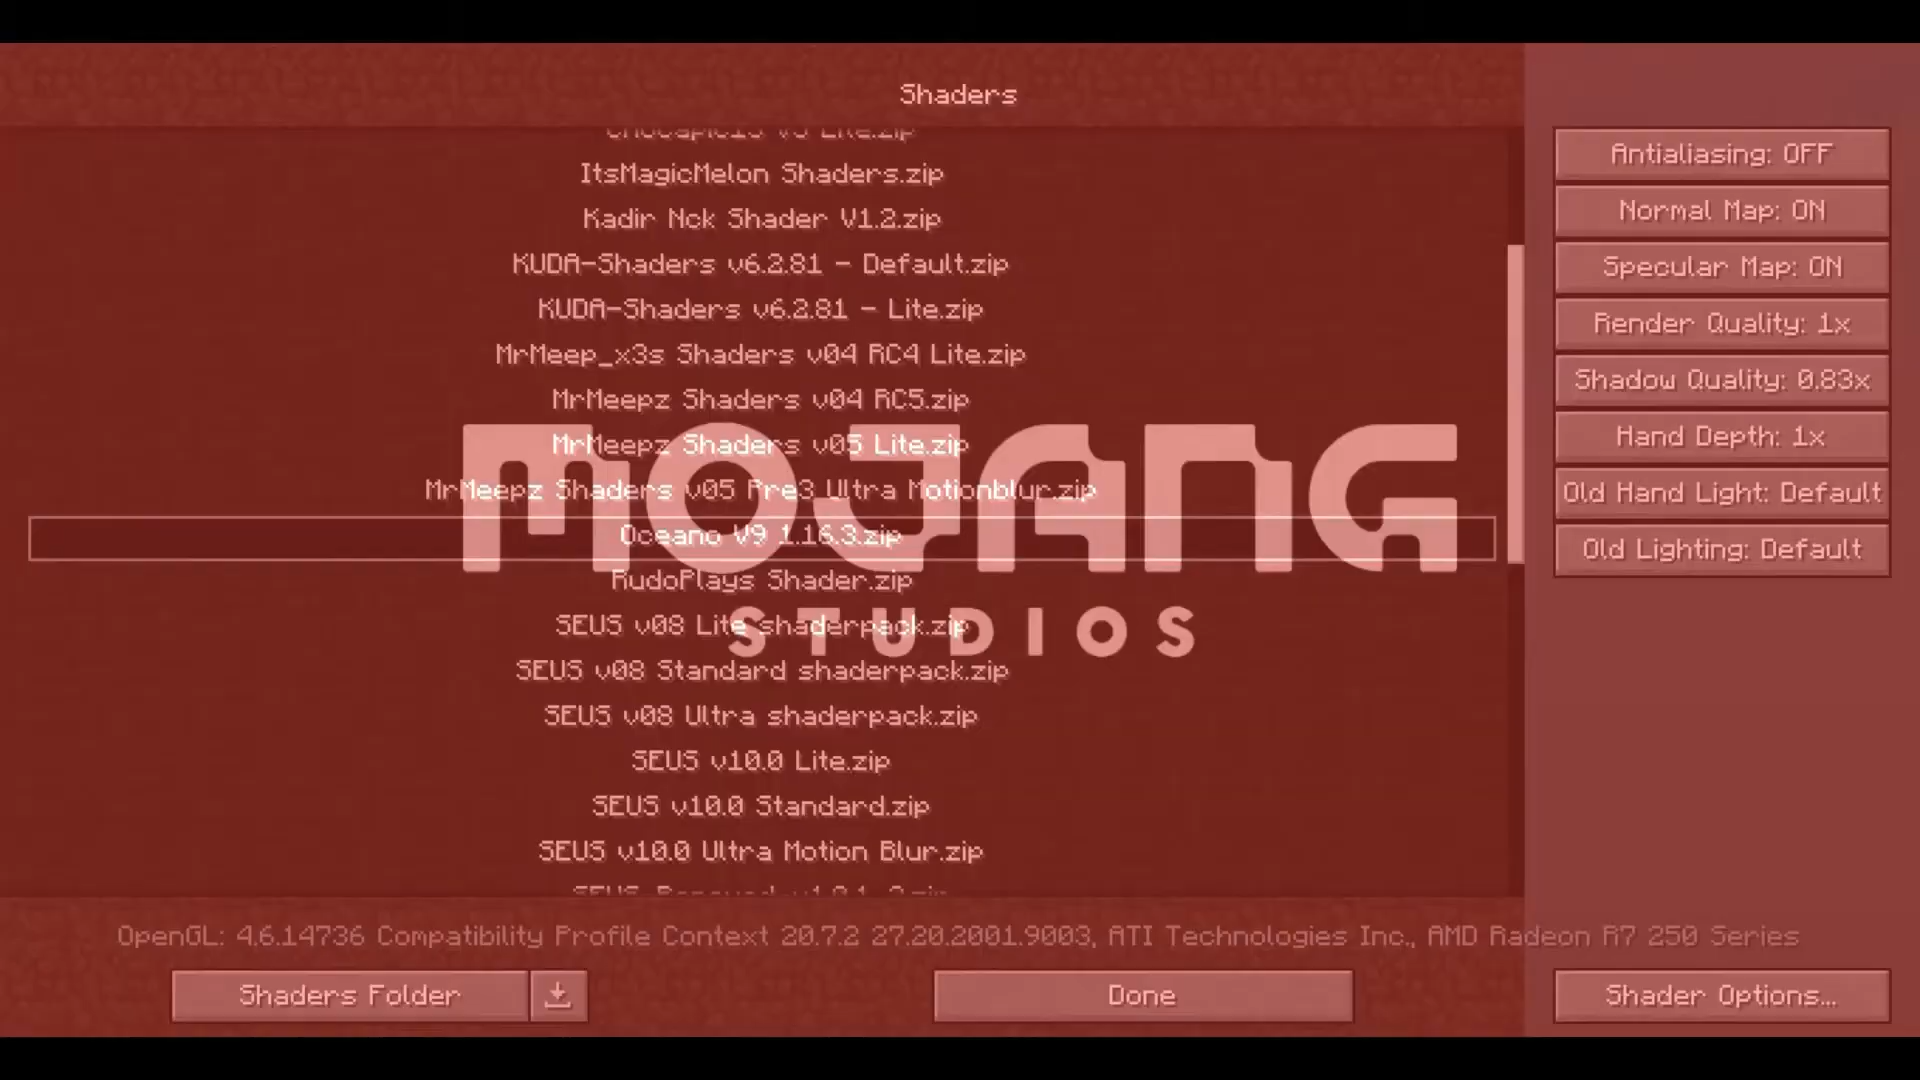 Shaders
ItsMagicMelon Shaders.zip
Kadir Nck Shader V1.2.zip
KUDA-Shaders v6.2.81 - Default.zip
KUDA-Shaders v6.2.81 - Lite.zip
MrMeep_x3s Shaders v04 RC4 Lite.zip
MrMeepz Shaders v04 RC5.zip
MrMeepz Shaders v05 Lite.zip
MrMeepz Shaders v05 Pre3 Ultra Motionblur.zip
Oceano V9 1.16.3.zip
RudoPlays Shader.zip
SEUS v08 Lite shaderpack.zip
SEUS v08 Standard shaderpack.zip
SEUS v08 Ultra shaderpack.zip
SEUS v10.0 Lite.zip
SEUS v10.0 Standard.zip
SEUS v10.0 Ultra Motion Blur.zip
MOJANG
STUDIOS
Antialiasing: OFF
Normal Map: ON
Specular Map: ON
Render Quality: 1x
Shadow Quality: 0.83x
Hand Depth: 1x
Old Hand Light: Default
Old Lighting: Default
OpenGL: 4.6.14736 Compatibility Profile Context 20.7.2 27.20.2001.9003, ATI Technologies Inc., AMD Radeon R7 250 Series
Shaders Folder
Done
Shader Options...